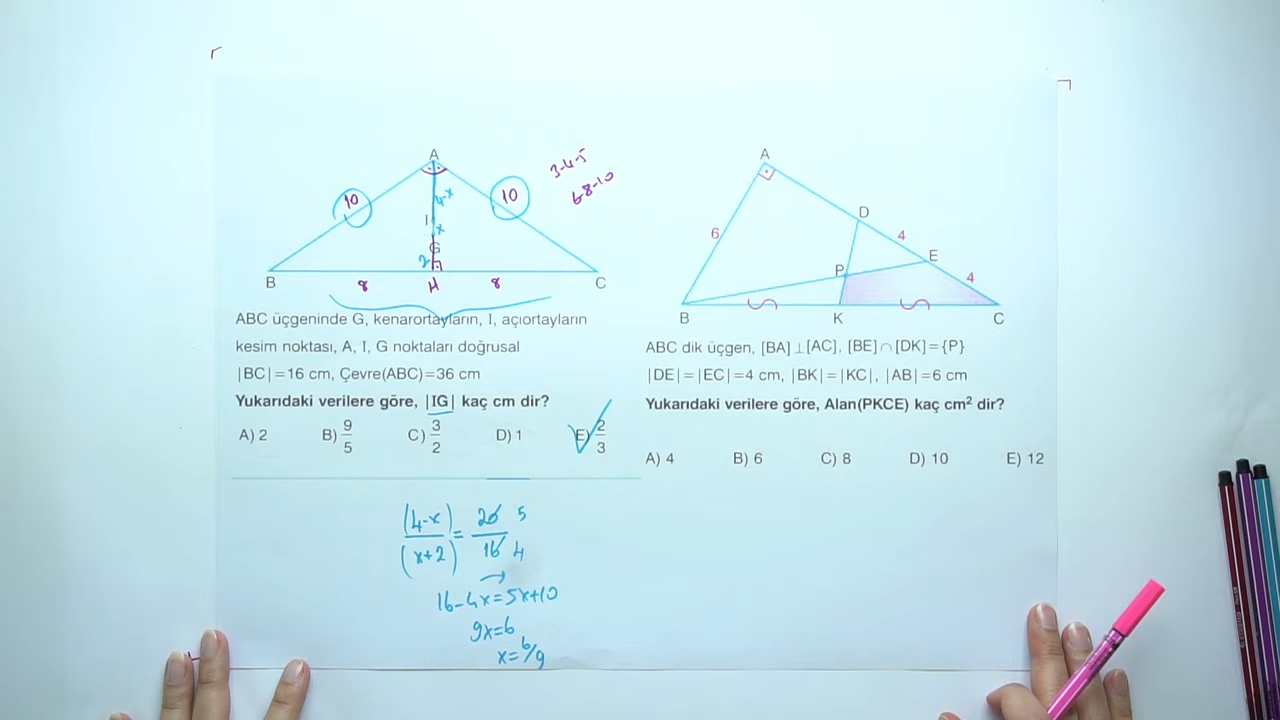 A
10
10
4-x
I
x
G
2
B
8
H
8
C
3-4-5
6-8-10
ABC üçgeninde G, kenarortayların, I, açıortayların
kesim noktası, A, I, G noktaları doğrusal
|BC|=16 cm, Çevre(ABC)=36 cm
Yukarıdaki verilere göre, |IG| kaç cm dir?
A) 2 B) 9/5 C) 3/2 D) 1 E) 2/3
(4-x)/(x+2) = 20/16 5/4
16-4x=5x+10
9x=6
x=6/9
A
D
6
4
E
P
4
B
K
C
ABC dik üçgen, [BA]⊥[AC], [BE]∩[DK]={P}
|DE|=|EC|=4 cm, |BK|=|KC|, |AB|=6 cm
Yukarıdaki verilere göre, Alan(PKCE) kaç cm² dir?
A) 4 B) 6 C) 8 D) 10 E) 12